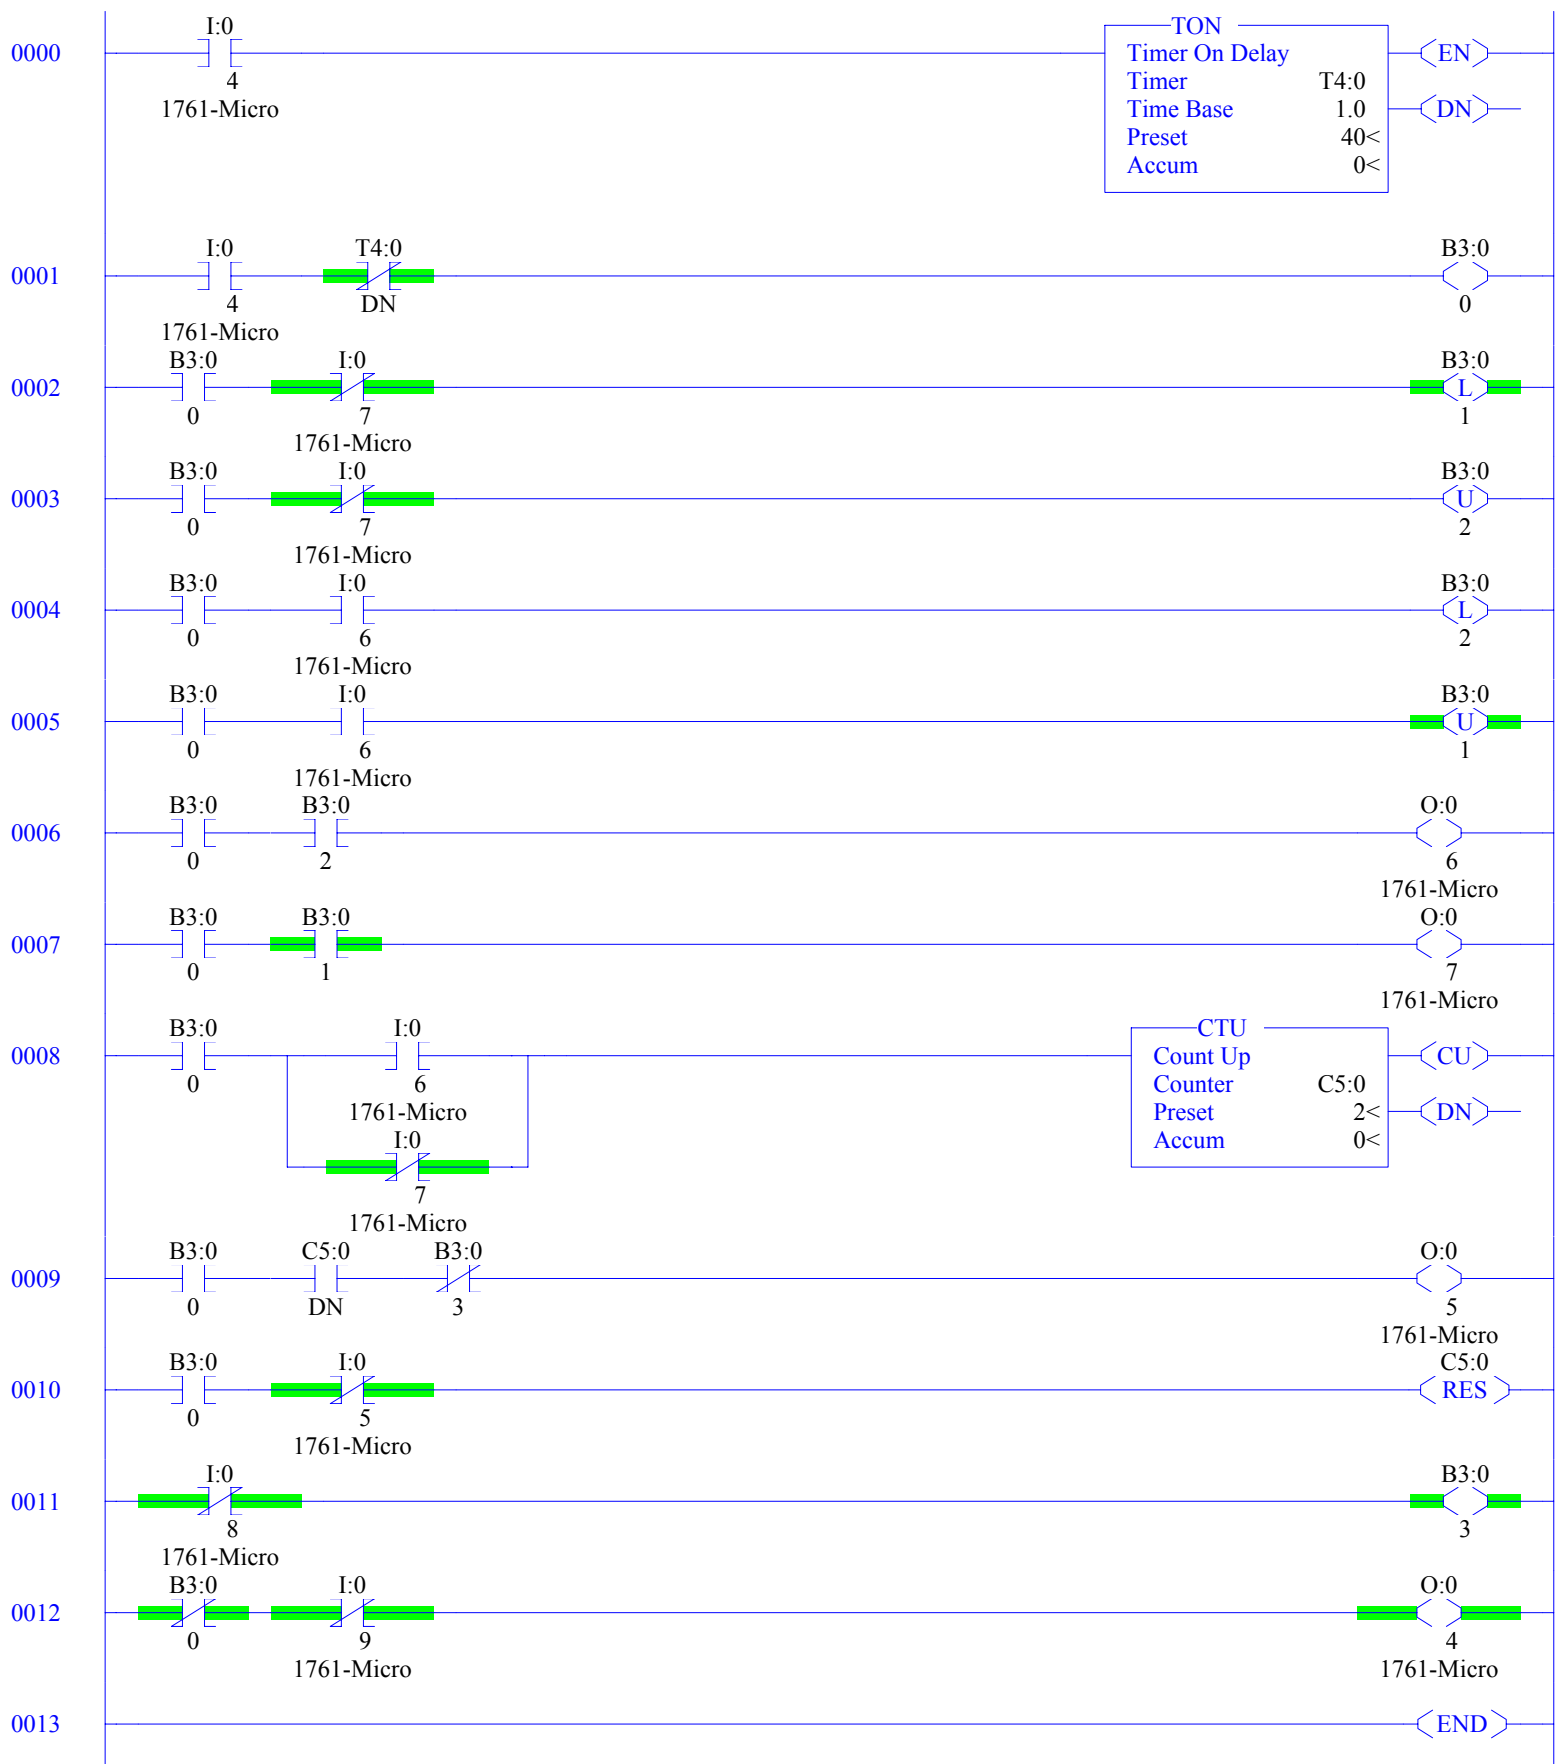 I:0 TON
0000 Timer On Delay EN
4 Timer T4:0
1761-Micro Time Base 1.0 DN
Preset 40<
Accum 0<
I:0 T4:0 B3:0
0001
4 DN 0
1761-Micro
B3:0 I:0 B3:0
0002 L
0 7 1
1761-Micro
B3:0 I:0 B3:0
0003 U
0 7 2
1761-Micro
B3:0 I:0 B3:0
0004 L
0 6 2
1761-Micro
B3:0 I:0 B3:0
0005 U
0 6 1
1761-Micro
B3:0 B3:0 O:0
0006
0 2 6
1761-Micro
B3:0 B3:0 O:0
0007
0 1 7
1761-Micro
B3:0 I:0 CTU
0008 Count Up CU
0 6 Counter C5:0
1761-Micro Preset 2< DN
I:0 Accum 0<
7
1761-Micro
B3:0 C5:0 B3:0 O:0
0009
0 DN 3 5
1761-Micro
B3:0 I:0 C5:0
0010 RES
0 5
1761-Micro
I:0 B3:0
0011
8 3
1761-Micro
B3:0 I:0 O:0
0012
0 9 4
1761-Micro 1761-Micro
0013 END